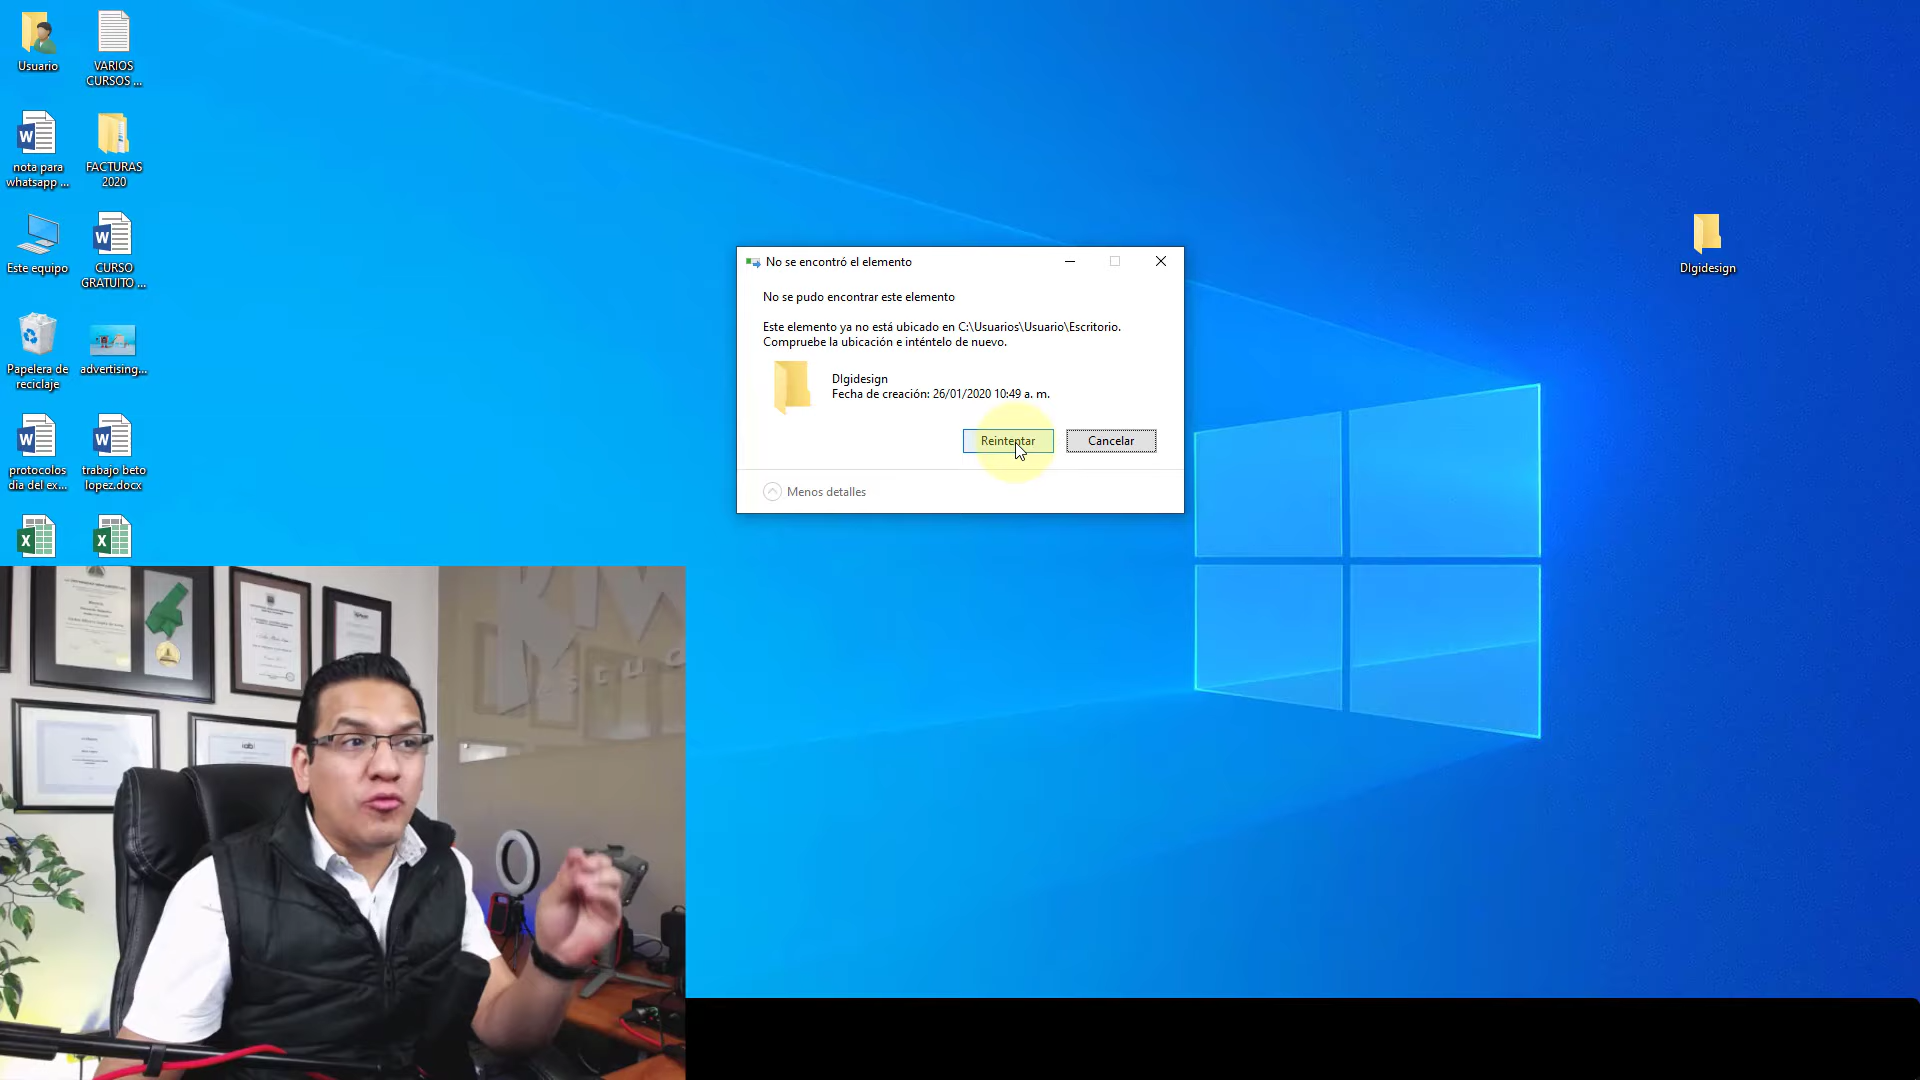 Usuario
VARIOS
CURSOS ...
nota para
whatsapp ...
FACTURAS
2020
Este equipo
CURSO
GRATUITO ...
Papelera de
reciclaje
advertising...
protocolos
dia del ex...
trabajo beto
lopez.docx
DIgidesign
No se encontró el elemento
No se pudo encontrar este elemento
Este elemento ya no está ubicado en C:\Usuarios\Usuario\Escritorio.
Compruebe la ubicación e inténtelo de nuevo.
DIgidesign
Fecha de creación: 26/01/2020 10:49 a. m.
Reintentar
Cancelar
Menos detalles